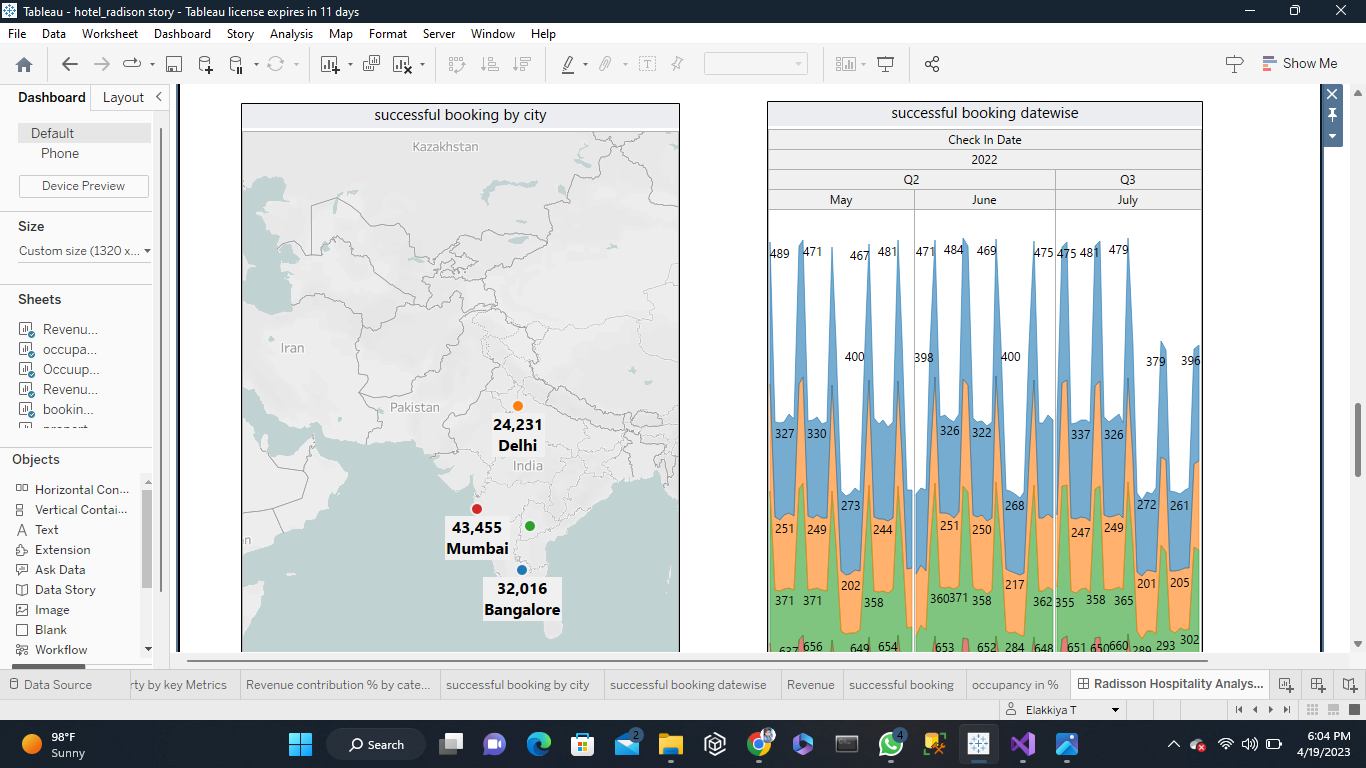 Tableau - hotel_radison story - Tableau license expires in 11 days
File Data Worksheet Dashboard Story Analysis Map Format Server Window Help
Show Me
Dashboard Layout
Default
Phone
Device Preview
Size
Custom size (1320 x...
Sheets
Revenu...
occupa...
Occuup...
Revenu...
bookin...
Objects
Horizontal Con...
Vertical Contai...
Text
Extension
Ask Data
Data Story
Image
Blank
Workflow
successful booking by city
Kazakhstan
Iran
Pakistan
24,231
Delhi
India
43,455
Mumbai
32,016
Bangalore
successful booking datewise
Check In Date
2022
Q2 Q3
May June July
489 471 467 481 471 484 469 475 475 481 479
400 398 400 379 396
327 330 326 322 337 326
273 268 272 261
251 249 244 251 250 247 249
202 217 201 205
371 371 358 360 371 358 362 355 358 365
637 656 649 654 653 652 284 648 651 650 660 289 293 302
Data Source rty by key Metrics Revenue contribution % by cate... successful booking by city successful booking datewise Revenue successful booking occupancy in % Radisson Hospitality Analys...
Elakkiya T
98°F
Sunny
Search
2
4
6:04 PM
4/19/2023